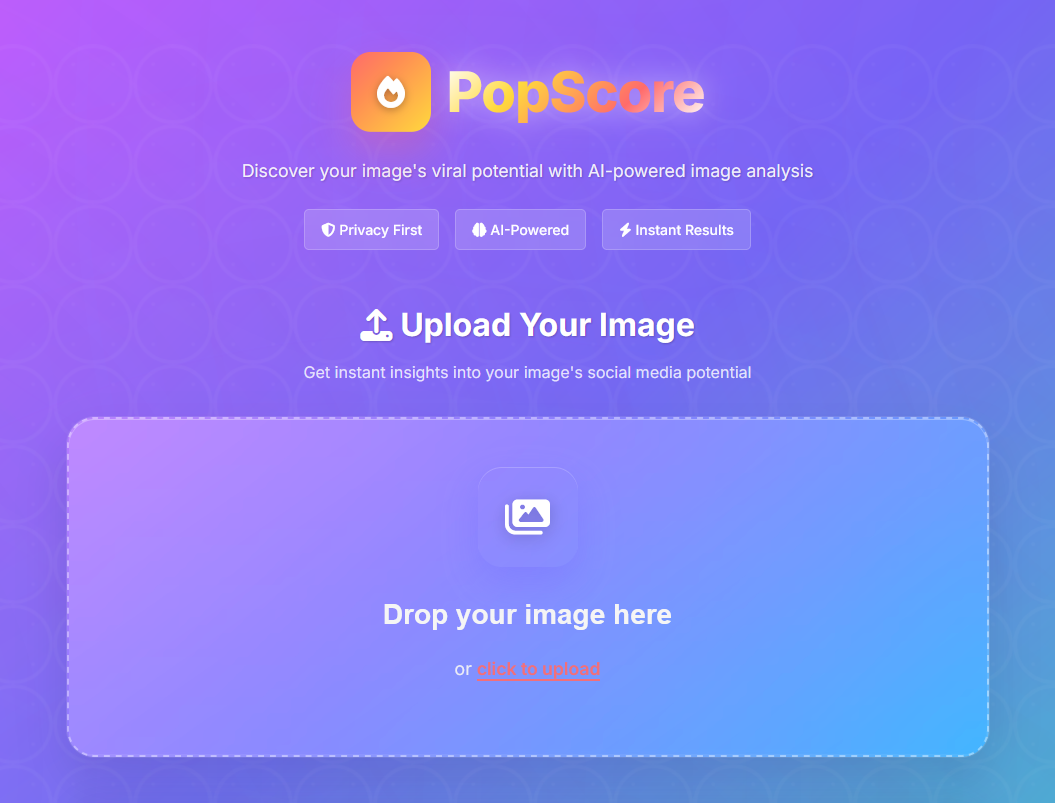 PopScore
Discover your image's viral potential with AI-powered image analysis
Privacy First AI-Powered Instant Results
Upload Your Image
Get instant insights into your image's social media potential
Drop your image here
or click to upload